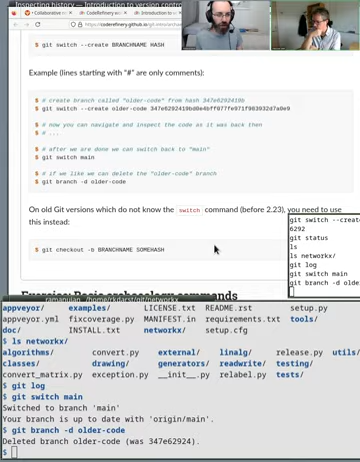 Inspecting history — Introduction to version contro
Collaborative
CodeRefinery
Introduction to
https://coderefinery.github.io/git-intro/
$ git switch --create BRANCHNAME HASH
Example (lines starting with "#" are only comments):
$ # create branch called "older-code" from hash 347e6292419b
$ git switch --create older-code 347e6292419bd0e4bff077fe971f983932d7a0e9
$ # now you can navigate and inspect the code as it was back then
$ # ...
$ # after we are done we can switch back to "main"
$ git switch main
$ # if we like we can delete the "older-code" branch
$ git branch -d older-code
On old Git versions which do not know the switch command (before 2.23), you need to use
this instead:
$ git checkout -b BRANCHNAME SOMEHASH
git switch --creat
6292
git status
ls
ls networkx/
git log
git switch main
git branch -d olde
ramanujan /home/rkdarst/git/networkx
appveyor/ examples/ LICENSE.txt README.rst setup.py
appveyor.yml fixcoverage.py MANIFEST.in requirements.txt tools/
doc/ INSTALL.txt networkx/ setup.cfg
$ ls networkx/
algorithms/ convert.py external/ linalg/ release.py utils/
classes/ drawing/ generators/ readwrite/ testing/
convert_matrix.py exception.py __init__.py relabel.py tests/
$ git log
$ git switch main
Switched to branch 'main'
Your branch is up to date with 'origin/main'.
$ git branch -d older-code
Deleted branch older-code (was 347e62924).
$